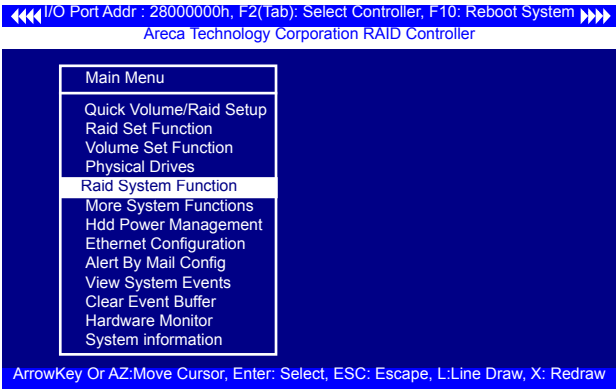 I/O Port Addr : 28000000h, F2(Tab): Select Controller, F10: Reboot System
Areca Technology Corporation RAID Controller
Main Menu
Quick Volume/Raid Setup
Raid Set Function
Volume Set Function
Physical Drives
Raid System Function
More System Functions
Hdd Power Management
Ethernet Configuration
Alert By Mail Config
View System Events
Clear Event Buffer
Hardware Monitor
System information
ArrowKey Or AZ:Move Cursor, Enter: Select, ESC: Escape, L:Line Draw, X: Redraw